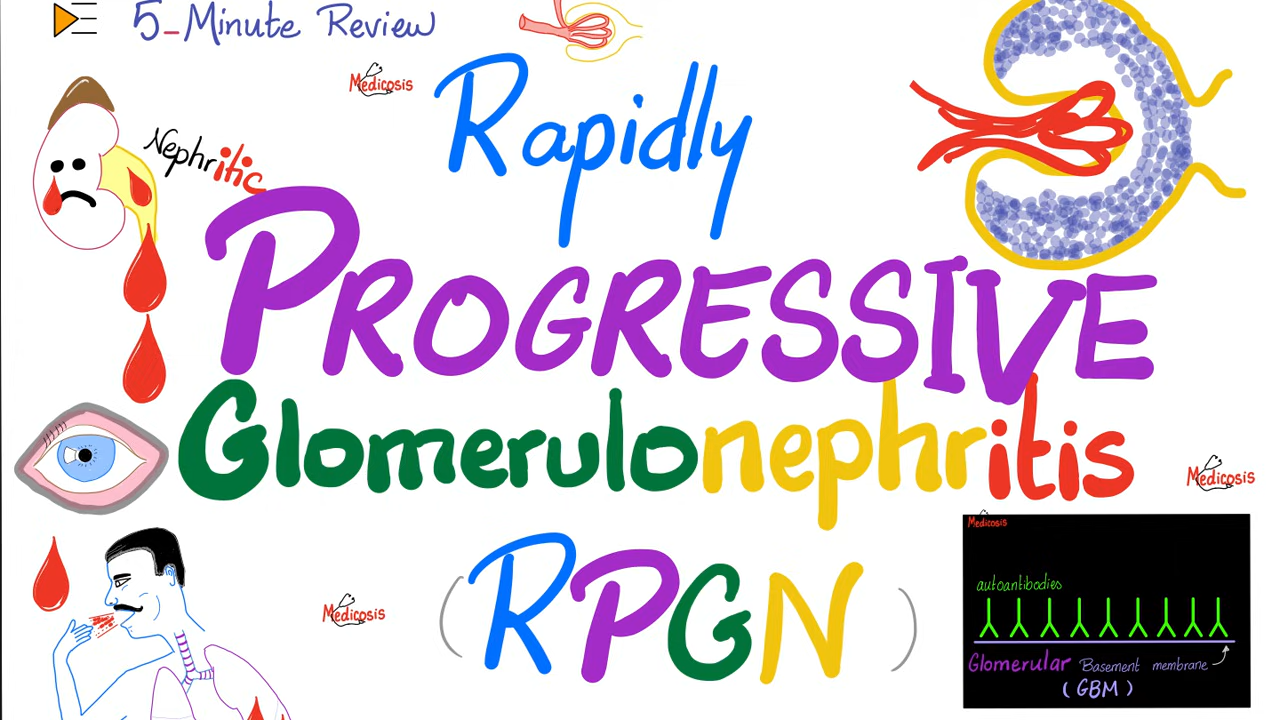 5-Minute Review
Medicosis
Rapidly
Nephritic
PROGRESSIVE
Glomerulonephritis
Medicosis
(RPGN)
Medicosis
Medicosis
autoantibodies
Glomerular Basement membrane
(GBM)